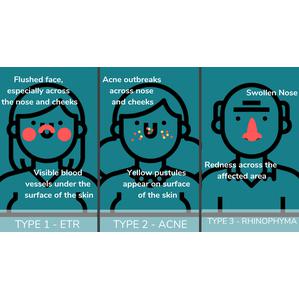 Flushed face,
especially across
the nose and cheeks
Visible blood
vessels under the
surface of the skin
TYPE 1 - ETR
Acne outbreaks
across nose
and cheeks
Yellow pustules
appear on surface
of the skin
TYPE 2 - ACNE
Swollen Nose
Redness across the
affected area
TYPE 3 - RHINOPHYMA